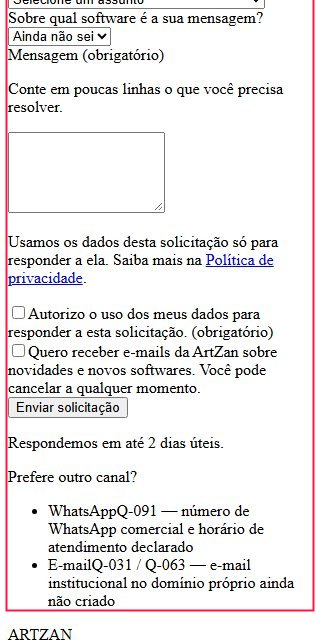 Selecione um assunto
Sobre qual software é a sua mensagem?
Ainda não sei
Mensagem (obrigatório)
Conte em poucas linhas o que você precisa
resolver.
Usamos os dados desta solicitação só para
responder a ela. Saiba mais na Política de
privacidade.
Autorizo o uso dos meus dados para
responder a esta solicitação. (obrigatório)
Quero receber e-mails da ArtZan sobre
novidades e novos softwares. Você pode
cancelar a qualquer momento.
Enviar solicitação
Respondemos em até 2 dias úteis.
Prefere outro canal?
WhatsAppQ-091 — número de
WhatsApp comercial e horário de
atendimento declarado
E-mailQ-031 / Q-063 — e-mail
institucional no domínio próprio ainda
não criado
ARTZAN